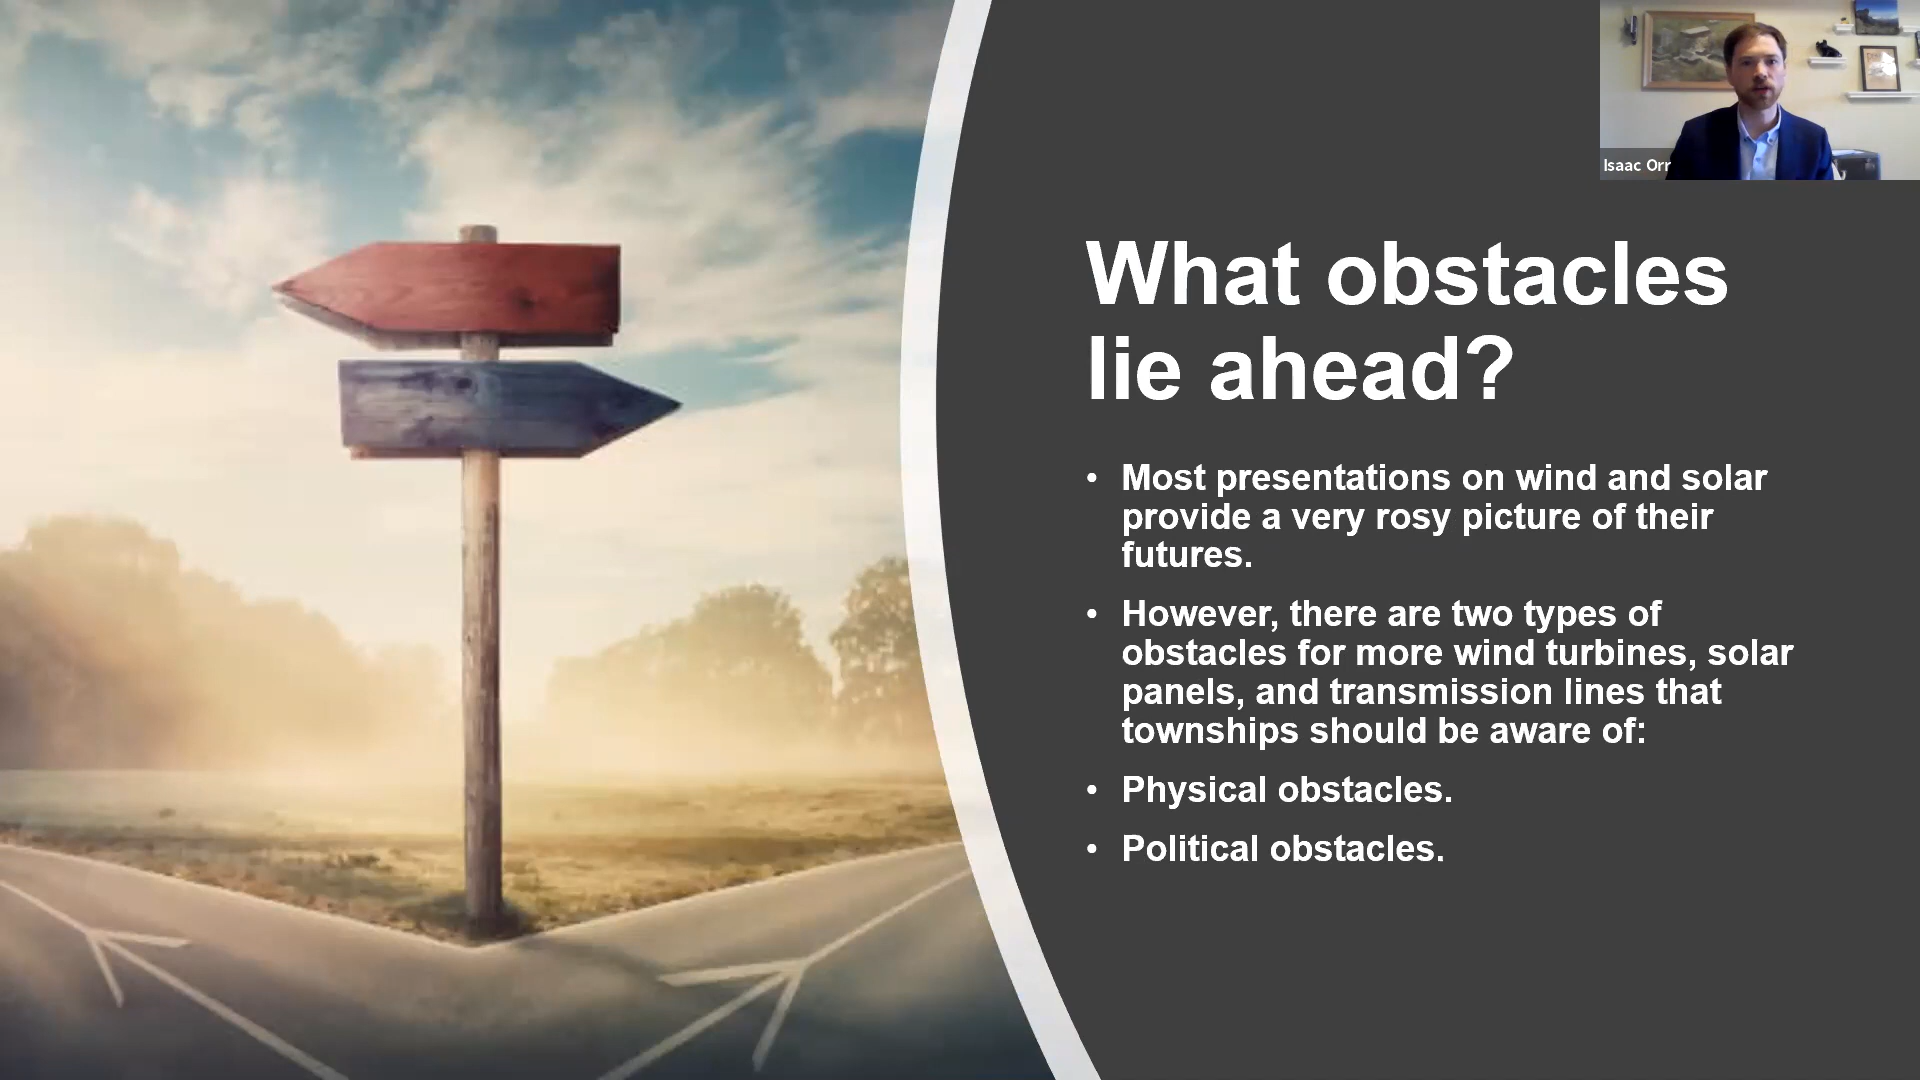 Isaac Orr
What obstacles
lie ahead?
• Most presentations on wind and solar
provide a very rosy picture of their
futures.
• However, there are two types of
obstacles for more wind turbines, solar
panels, and transmission lines that
townships should be aware of:
• Physical obstacles.
• Political obstacles.